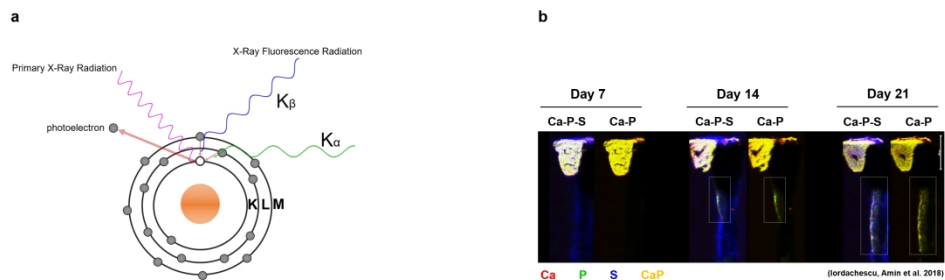 a
X-Ray Fluorescence Radiation
Primary X-Ray Radiation
Kβ
photoelectron
Kα
K L M
b
Day 7 Day 14 Day 21
Ca-P-S Ca-P Ca-P-S Ca-P Ca-P-S Ca-P
Ca P S CaP
(Iordachescu, Amin et al. 2018)